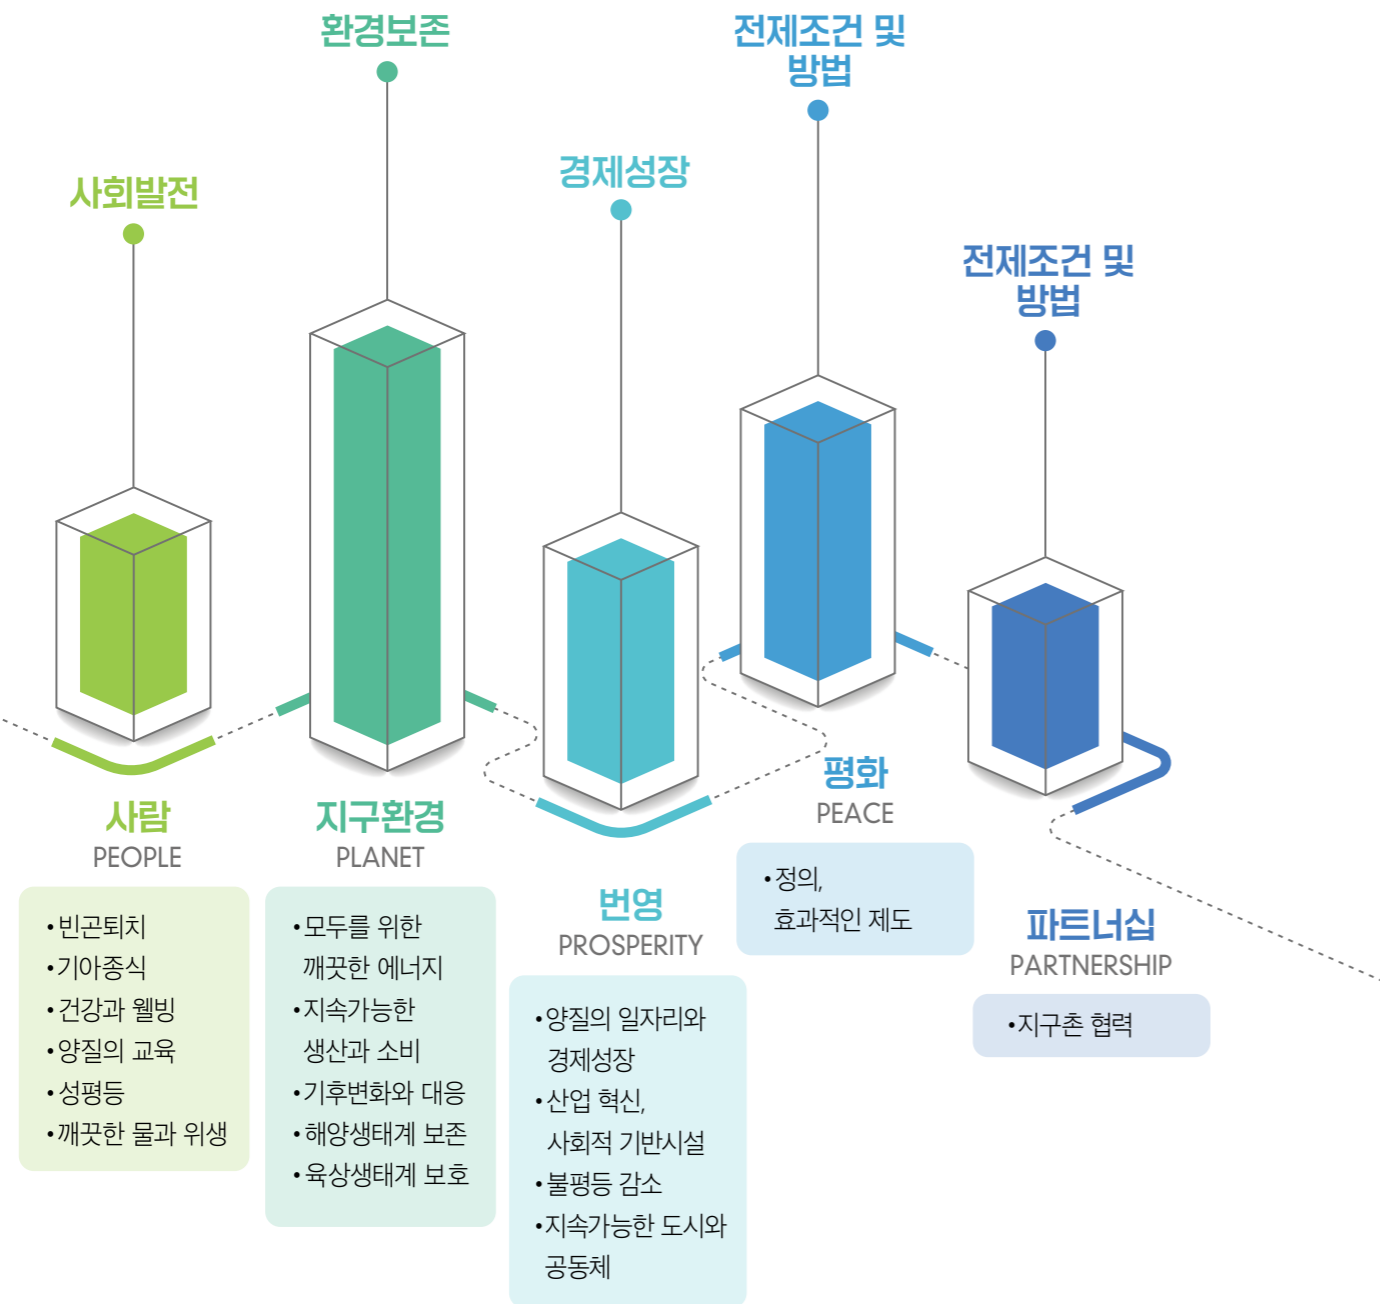 환경보존
전제조건 및
방법
경제성장
사회발전
전제조건 및
방법
사람
PEOPLE
•빈곤퇴치
•기아종식
•건강과 웰빙
•양질의 교육
•성평등
•깨끗한 물과 위생
지구환경
PLANET
•모두를 위한
깨끗한 에너지
•지속가능한
생산과 소비
•기후변화와 대응
•해양생태계 보존
•육상생태계 보호
번영
PROSPERITY
•양질의 일자리와
경제성장
•산업 혁신,
사회적 기반시설
•불평등 감소
•지속가능한 도시와
공동체
평화
PEACE
•정의,
효과적인 제도
파트너십
PARTNERSHIP
•지구촌 협력